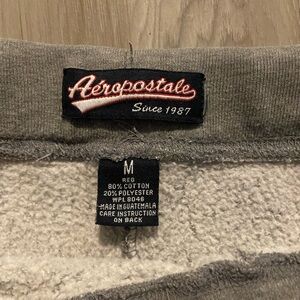 Aéropostale
Since 1987
M
REG
80% COTTON
20% POLYESTER
WPL 8046
MADE IN GUATEMALA
CARE INSTRUCTION
ON BACK